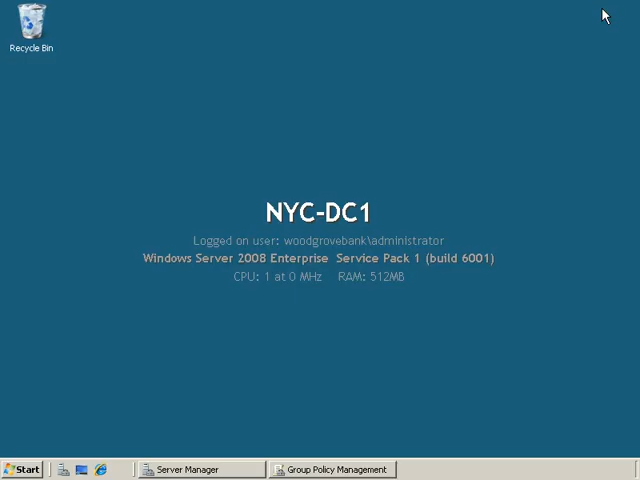 Recycle Bin
NYC-DC1
Logged on user: woodgrovebank\administrator
Windows Server 2008 Enterprise Service Pack 1 (build 6001)
CPU: 1 at 0 MHz RAM: 512MB
Start Server Manager Group Policy Management